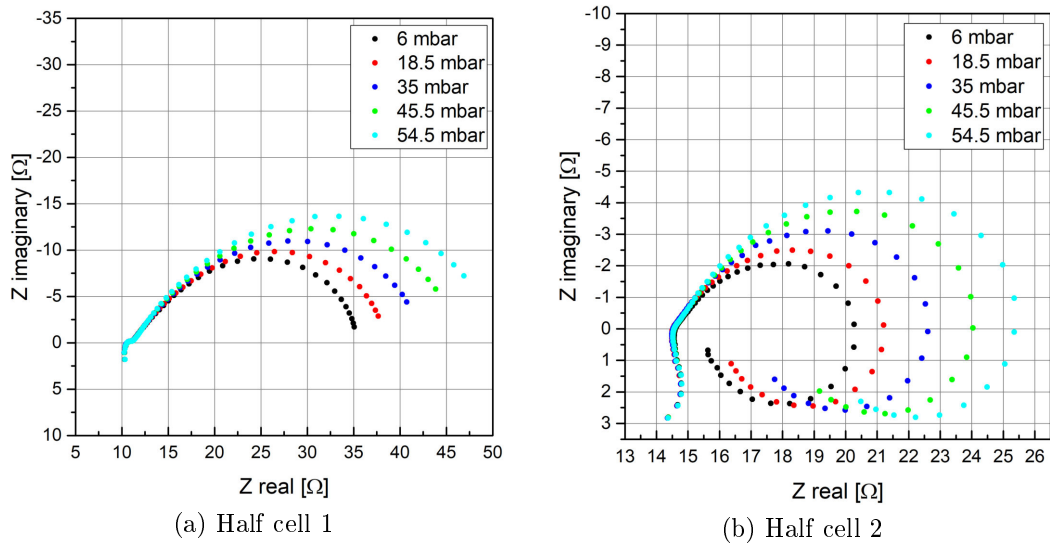 -35
-30
-25
-20
-15
-10
-5
0
5
10
5 10 15 20 25 30 35 40 45 50
Z imaginary [Ω]
Z real [Ω]
6 mbar
18.5 mbar
35 mbar
45.5 mbar
54.5 mbar
(a) Half cell 1
-10
-9
-8
-7
-6
-5
-4
-3
-2
-1
0
1
2
3
13 14 15 16 17 18 19 20 21 22 23 24 25 26
Z imaginary [Ω]
Z real [Ω]
6 mbar
18.5 mbar
35 mbar
45.5 mbar
54.5 mbar
(b) Half cell 2